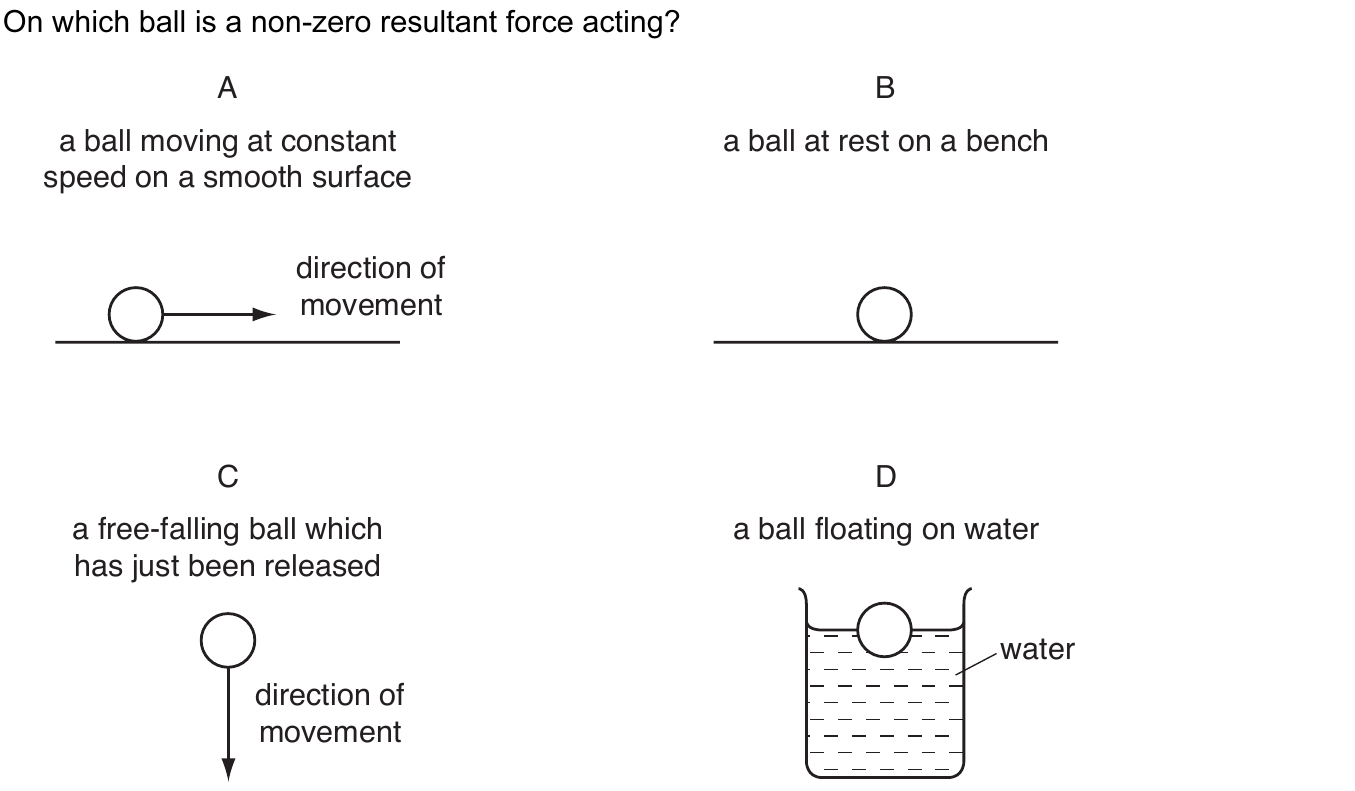 On which ball is a non-zero resultant force acting?
A
a ball moving at constant
speed on a smooth surface
direction of
movement
B
a ball at rest on a bench
C
a free-falling ball which
has just been released
direction of
movement
D
a ball floating on water
water